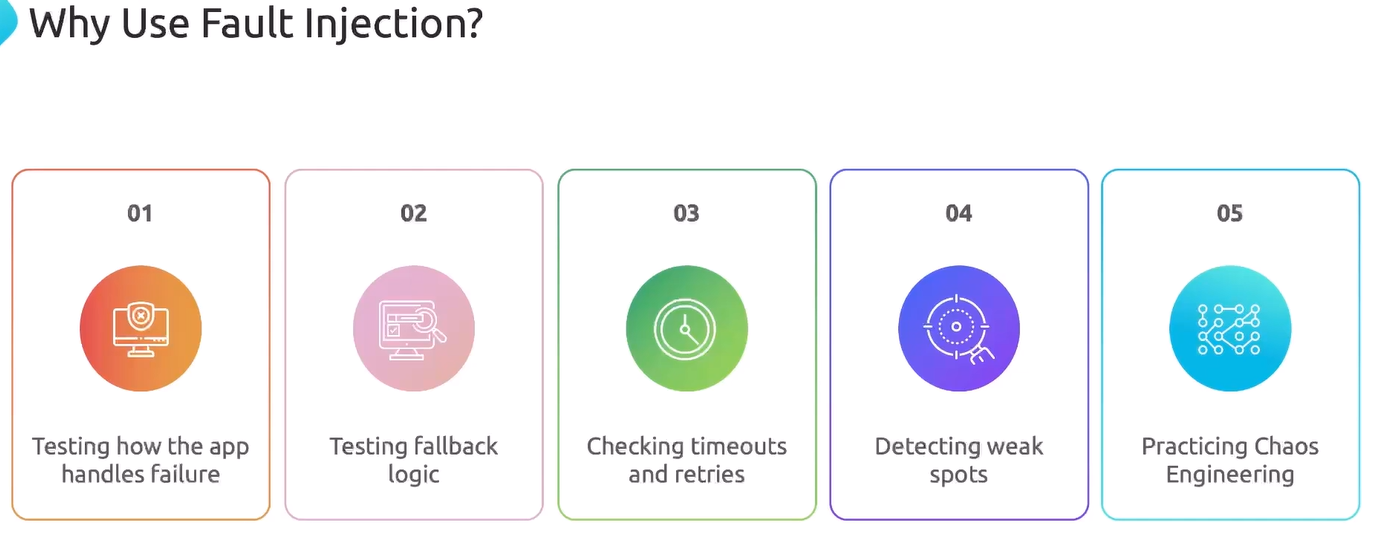 Why Use Fault Injection?
01
Testing how the app
handles failure
02
Testing fallback
logic
03
Checking timeouts
and retries
04
Detecting weak
spots
05
Practicing Chaos
Engineering